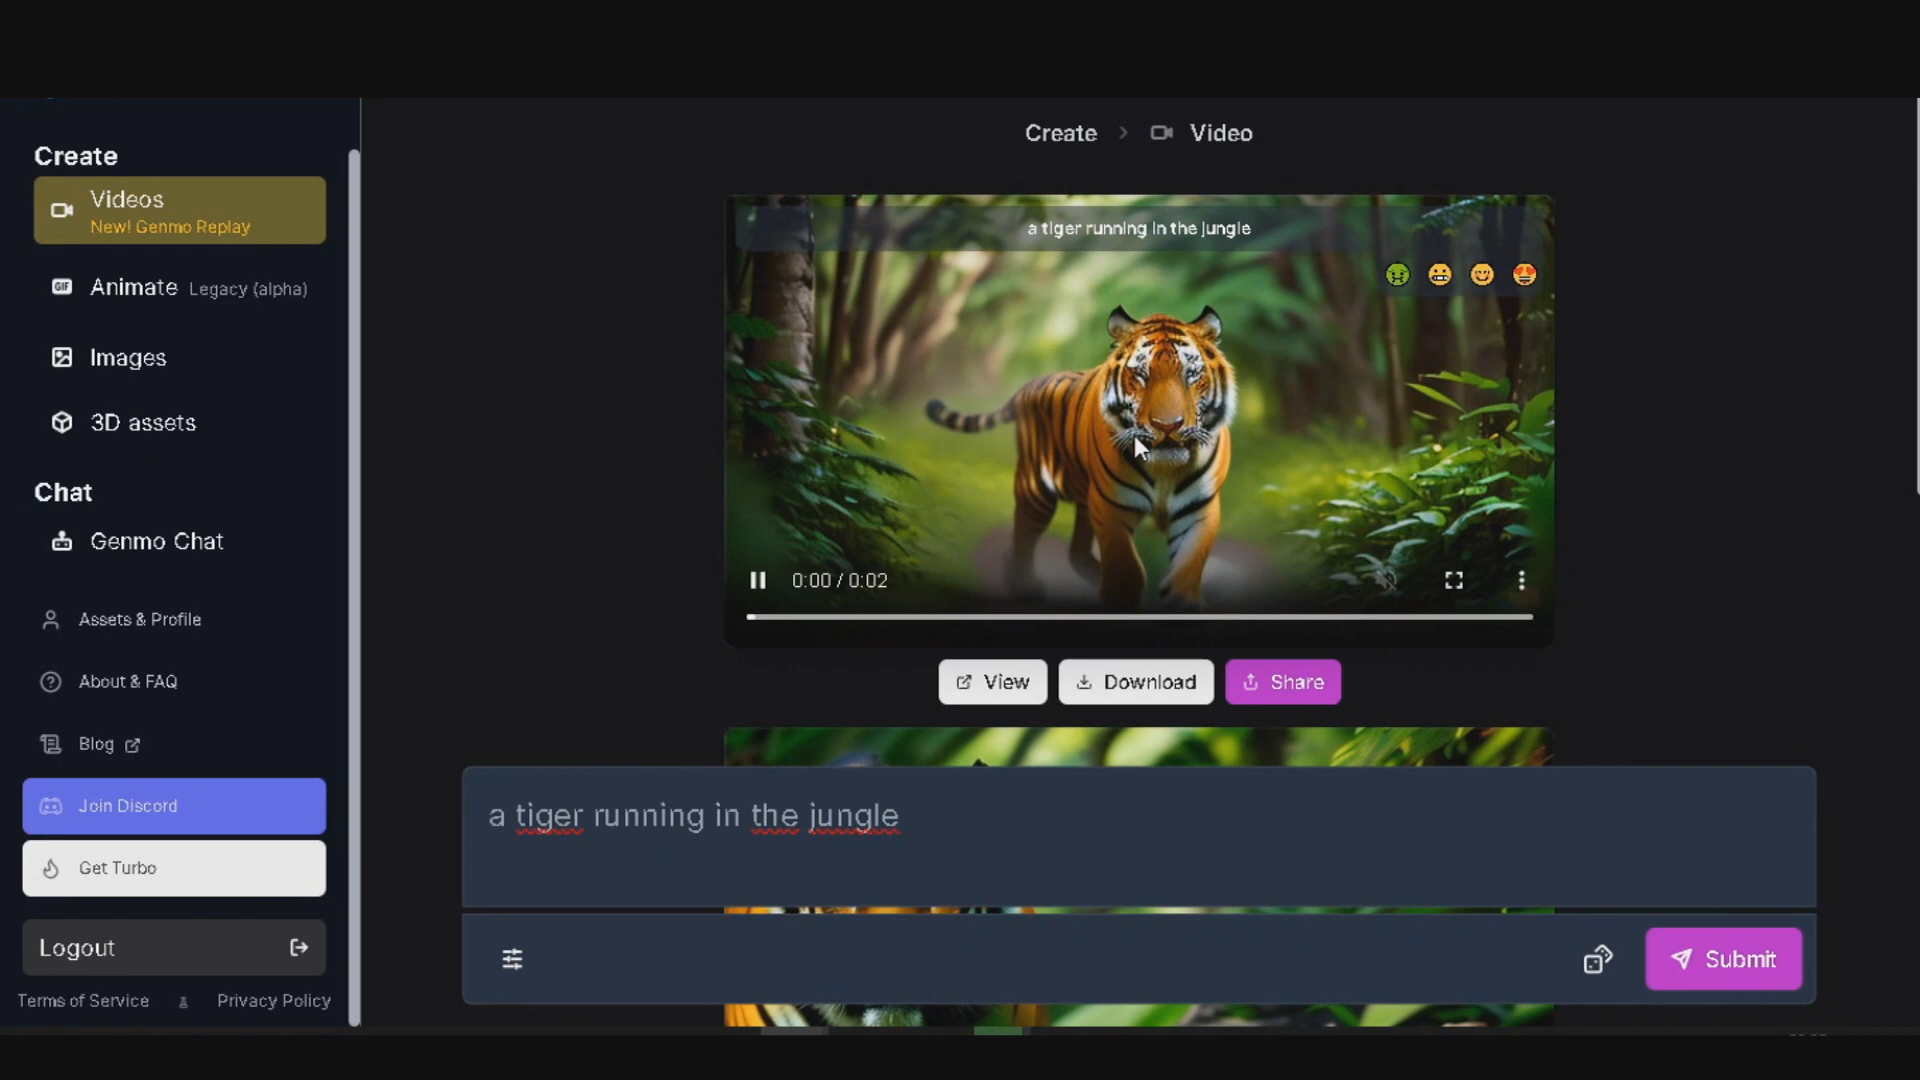 Create
Videos
New! Genmo Replay
Animate Legacy (alpha)
Images
3D assets
Chat
Genmo Chat
Assets & Profile
About & FAQ
Blog
Join Discord
Get Turbo
Logout
Terms of Service
Privacy Policy
Create > Video
a tiger running in the jungle
0:00 / 0:02
View
Download
Share
a tiger running in the jungle
Submit